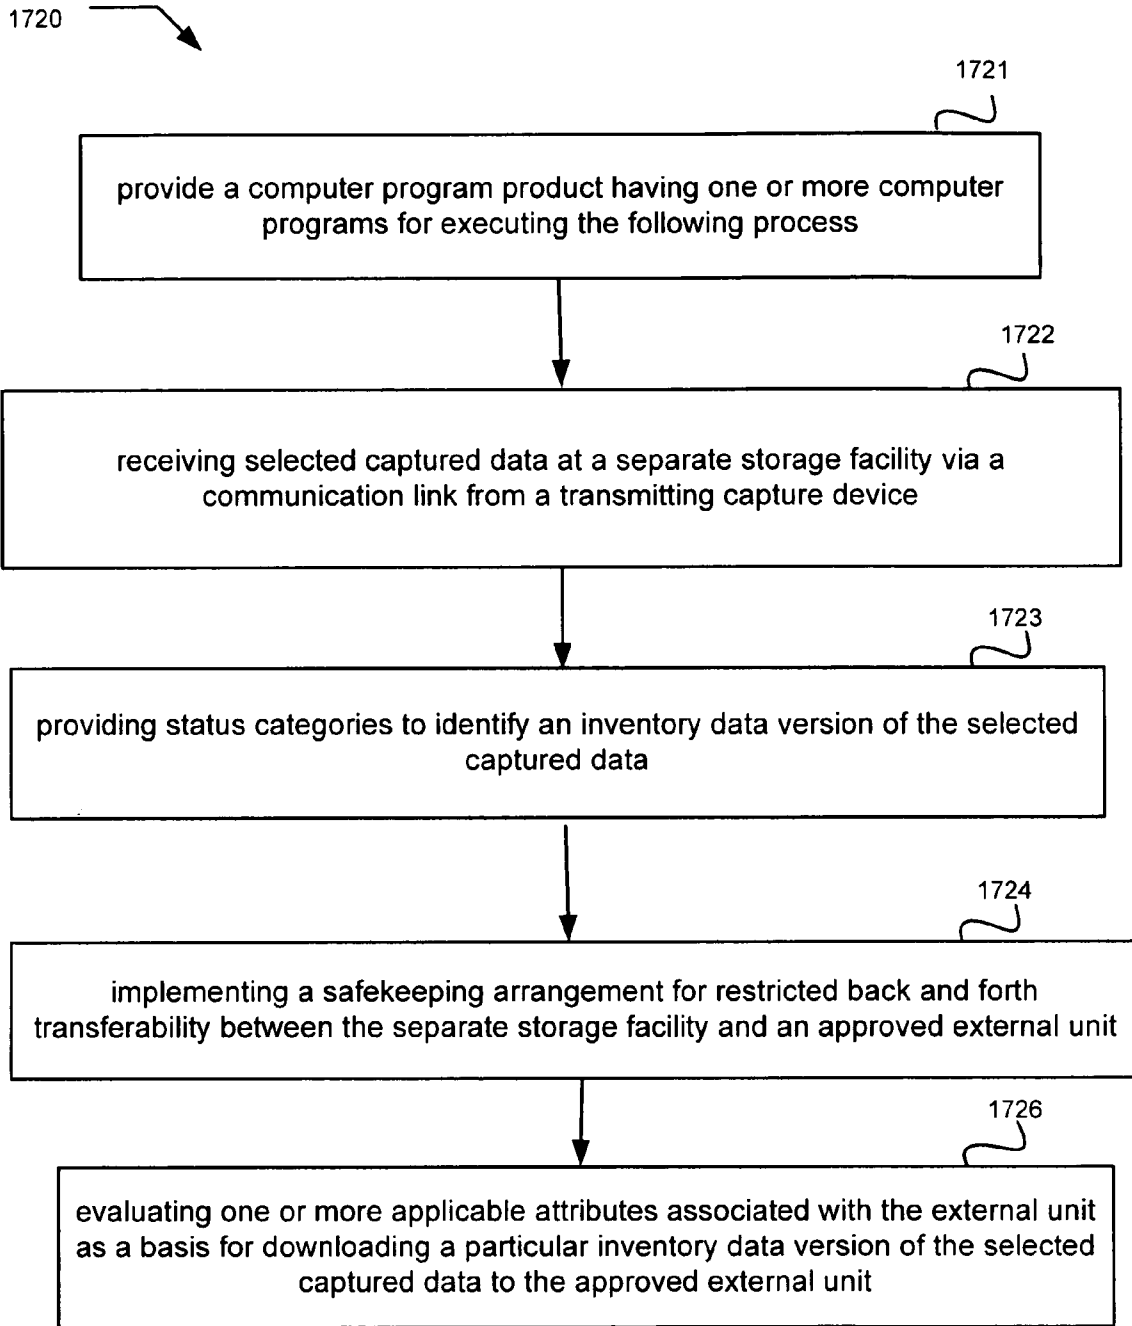 1720
1721
provide a computer program product having one or more computer
programs for executing the following process
1722
receiving selected captured data at a separate storage facility via a
communication link from a transmitting capture device
1723
providing status categories to identify an inventory data version of the selected
captured data
1724
implementing a safekeeping arrangement for restricted back and forth
transferability between the separate storage facility and an approved external unit
1726
evaluating one or more applicable attributes associated with the external unit
as a basis for downloading a particular inventory data version of the selected
captured data to the approved external unit